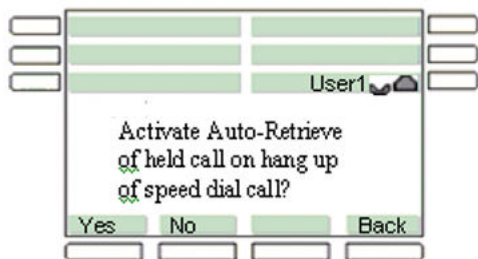 User1
Activate Auto-Retrieve
of held call on hang up
of speed dial call?
Yes No Back